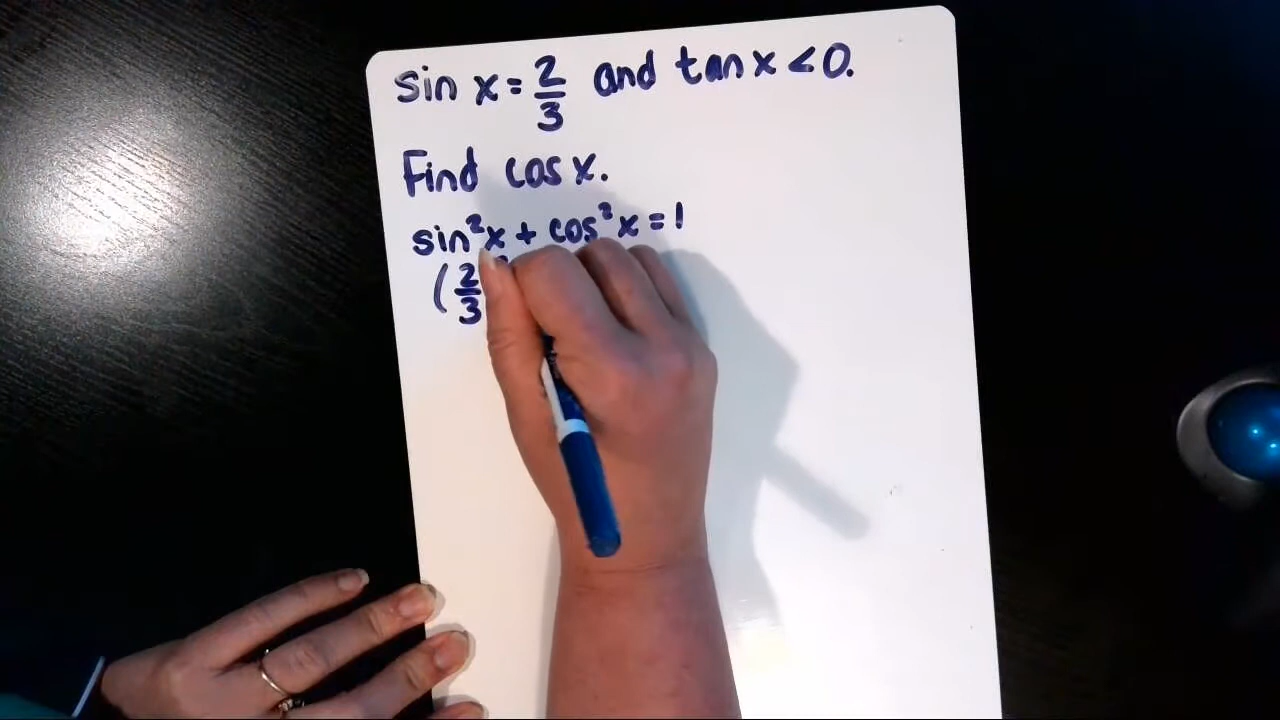 sin x = 2/3 and tan x < 0.
Find cos x.
sin²x + cos²x = 1
(2/3